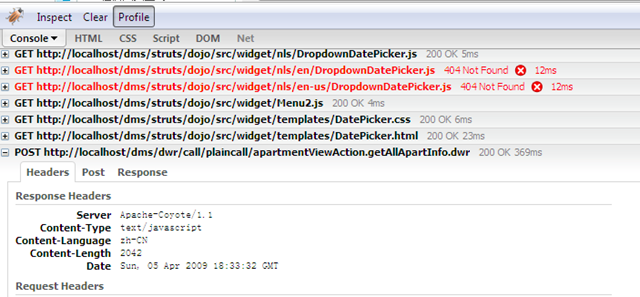 Inspect Clear Profile
Console HTML CSS Script DOM Net
GET http://localhost/dms/struts/dojo/src/widget/nls/DropdownDatePicker.js 200 OK 5ms
GET http://localhost/dms/struts/dojo/src/widget/nls/en/DropdownDatePicker.js 404 Not Found 12ms
GET http://localhost/dms/struts/dojo/src/widget/nls/en-us/DropdownDatePicker.js 404 Not Found 12ms
GET http://localhost/dms/struts/dojo/src/widget/Menu2.js 200 OK 4ms
GET http://localhost/dms/struts/dojo/src/widget/templates/DatePicker.css 200 OK 6ms
GET http://localhost/dms/struts/dojo/src/widget/templates/DatePicker.html 200 OK 23ms
POST http://localhost/dms/dwr/call/plaincall/apartmentViewAction.getAllApartInfo.dwr 200 OK 369ms
Headers Post Response
Response Headers
Server Apache-Coyote/1.1
Content-Type text/javascript
Content-Language zh-CN
Content-Length 2042
Date Sun, 05 Apr 2009 18:33:32 GMT
Request Headers